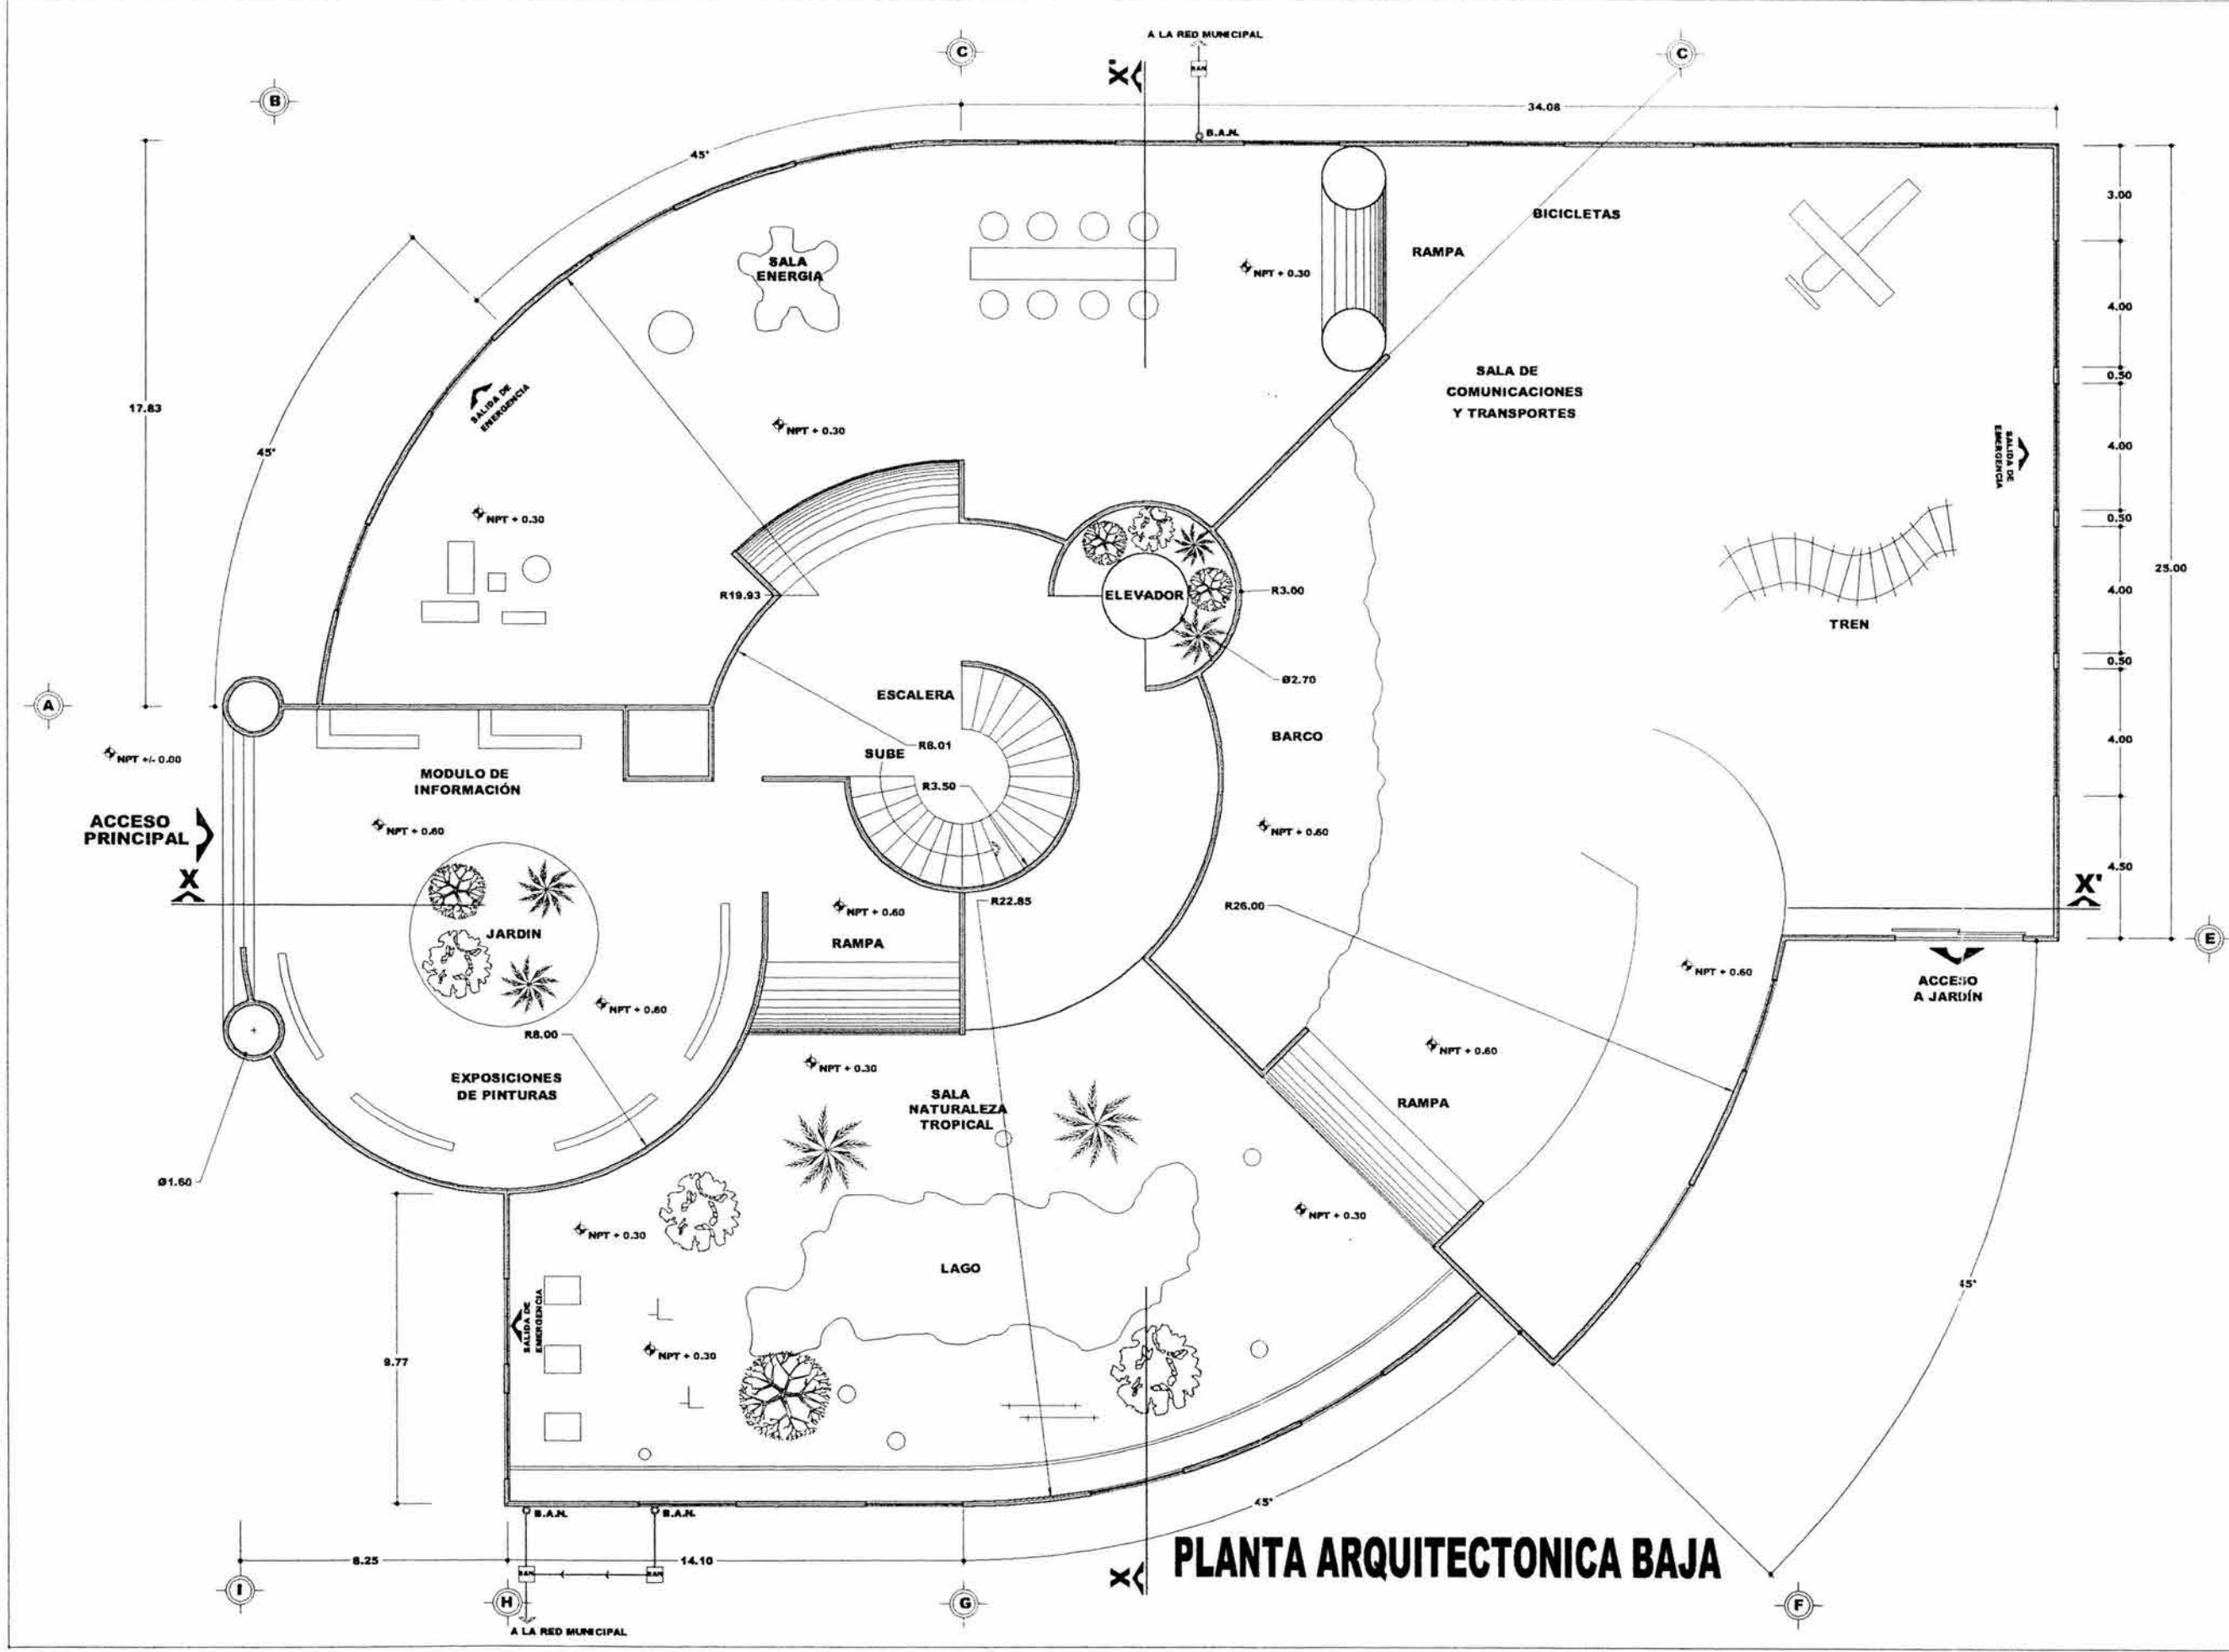 A LA RED MUNICIPAL
C
X'
BAN
C
B
34.08
B.A.N.
45°
3.00
BICICLETAS
RAMPA
SALA
ENERGIA
NPT + 0.30
4.00
SALA DE
COMUNICACIONES
Y TRANSPORTES
0.50
SALIDA DE
EMERGENCIA
17.83
NPT + 0.30
45°
4.00
SALIDA DE
EMERGENCIA
NPT + 0.30
0.50
25.00
R19.93
ELEVADOR
R3.00
4.00
TREN
0.50
Ø2.70
ESCALERA
A
BARCO
4.00
R8.01
SUBE
NPT +/- 0.00
MODULO DE
INFORMACIÓN
R3.50
ACCESO
PRINCIPAL
NPT + 0.60
NPT + 0.60
4.50
X
X'
R22.85
R26.00
NPT + 0.60
JARDIN
RAMPA
E
NPT + 0.60
ACCESO
A JARDÍN
NPT + 0.60
R8.00
NPT + 0.60
NPT + 0.30
EXPOSICIONES
DE PINTURAS
SALA
NATURALEZA
TROPICAL
RAMPA
Ø1.60
NPT + 0.30
NPT + 0.30
LAGO
45°
SALIDA DE
EMERGENCIA
9.77
NPT + 0.30
45°
B.A.N.
B.A.N.
PLANTA ARQUITECTONICA BAJA
8.25
14.10
BAN
BAN
X
I
H
G
F
A LA RED MUNICIPAL